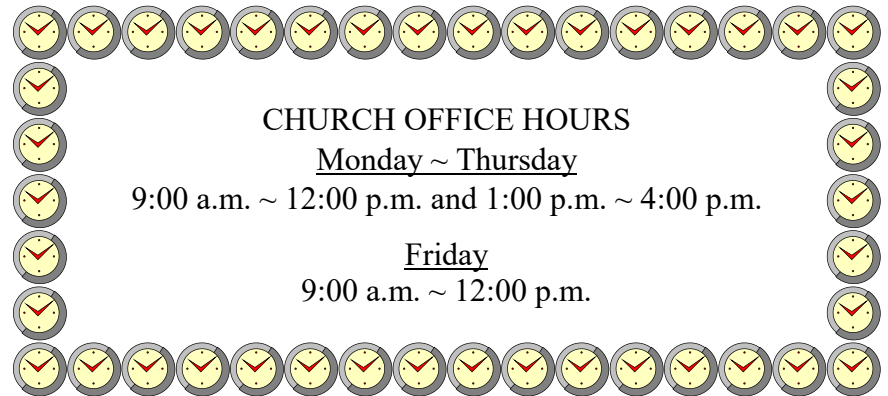 CHURCH OFFICE HOURS
Monday ~ Thursday
9:00 a.m. ~ 12:00 p.m. and 1:00 p.m. ~ 4:00 p.m.
Friday
9:00 a.m. ~ 12:00 p.m.